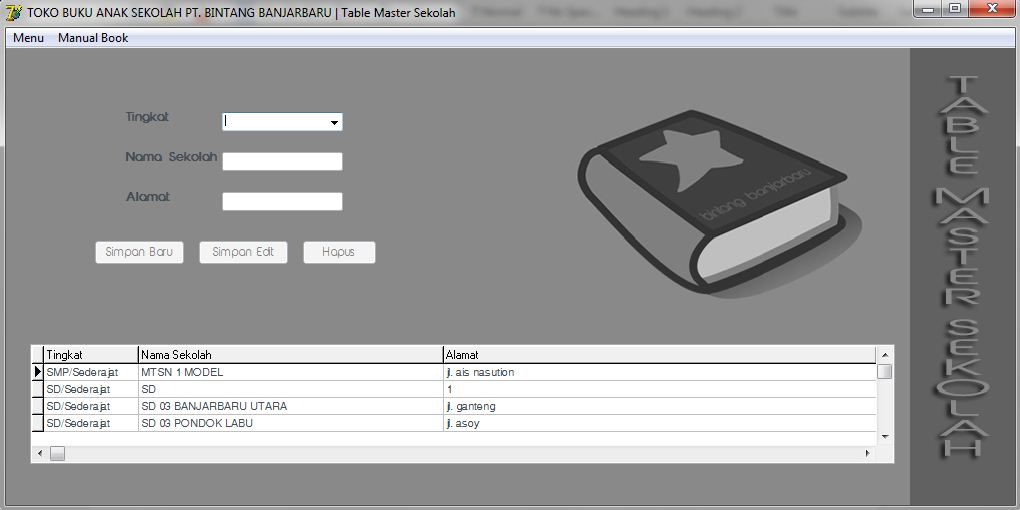 TOKO BUKU ANAK SEKOLAH PT. BINTANG BANJARBARU | Table Master Sekolah
Menu Manual Book
Tingkat
Nama Sekolah
Alamat
Simpan Baru Simpan Edit Hapus
bintang banjarbaru
TABLE MASTER SEKOLAH
Tingkat Nama Sekolah Alamat
SMP/Sederajat MTSN 1 MODEL jl. ais nasution
SD/Sederajat SD 1
SD/Sederajat SD 03 BANJARBARU UTARA jl. ganteng
SD/Sederajat SD 03 PONDOK LABU jl. asoy